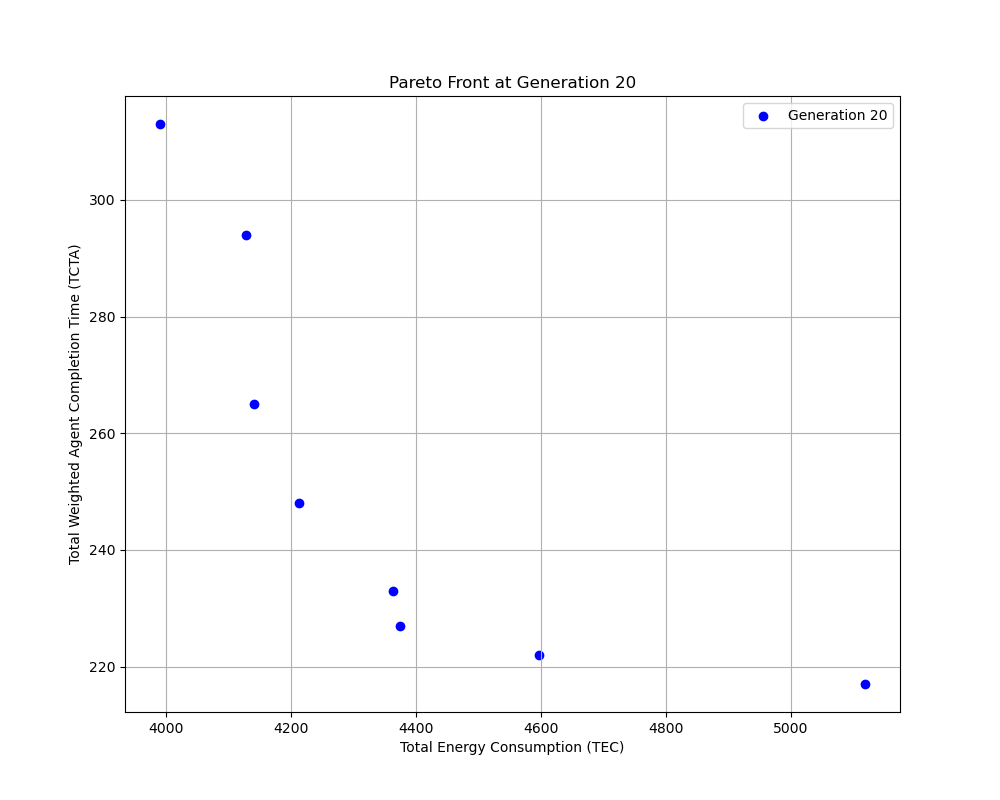 Pareto Front at Generation 20
Generation 20
300
280
260
240
220
Total Weighted Agent Completion Time (TCTA)
4000
4200
4400
4600
4800
5000
Total Energy Consumption (TEC)